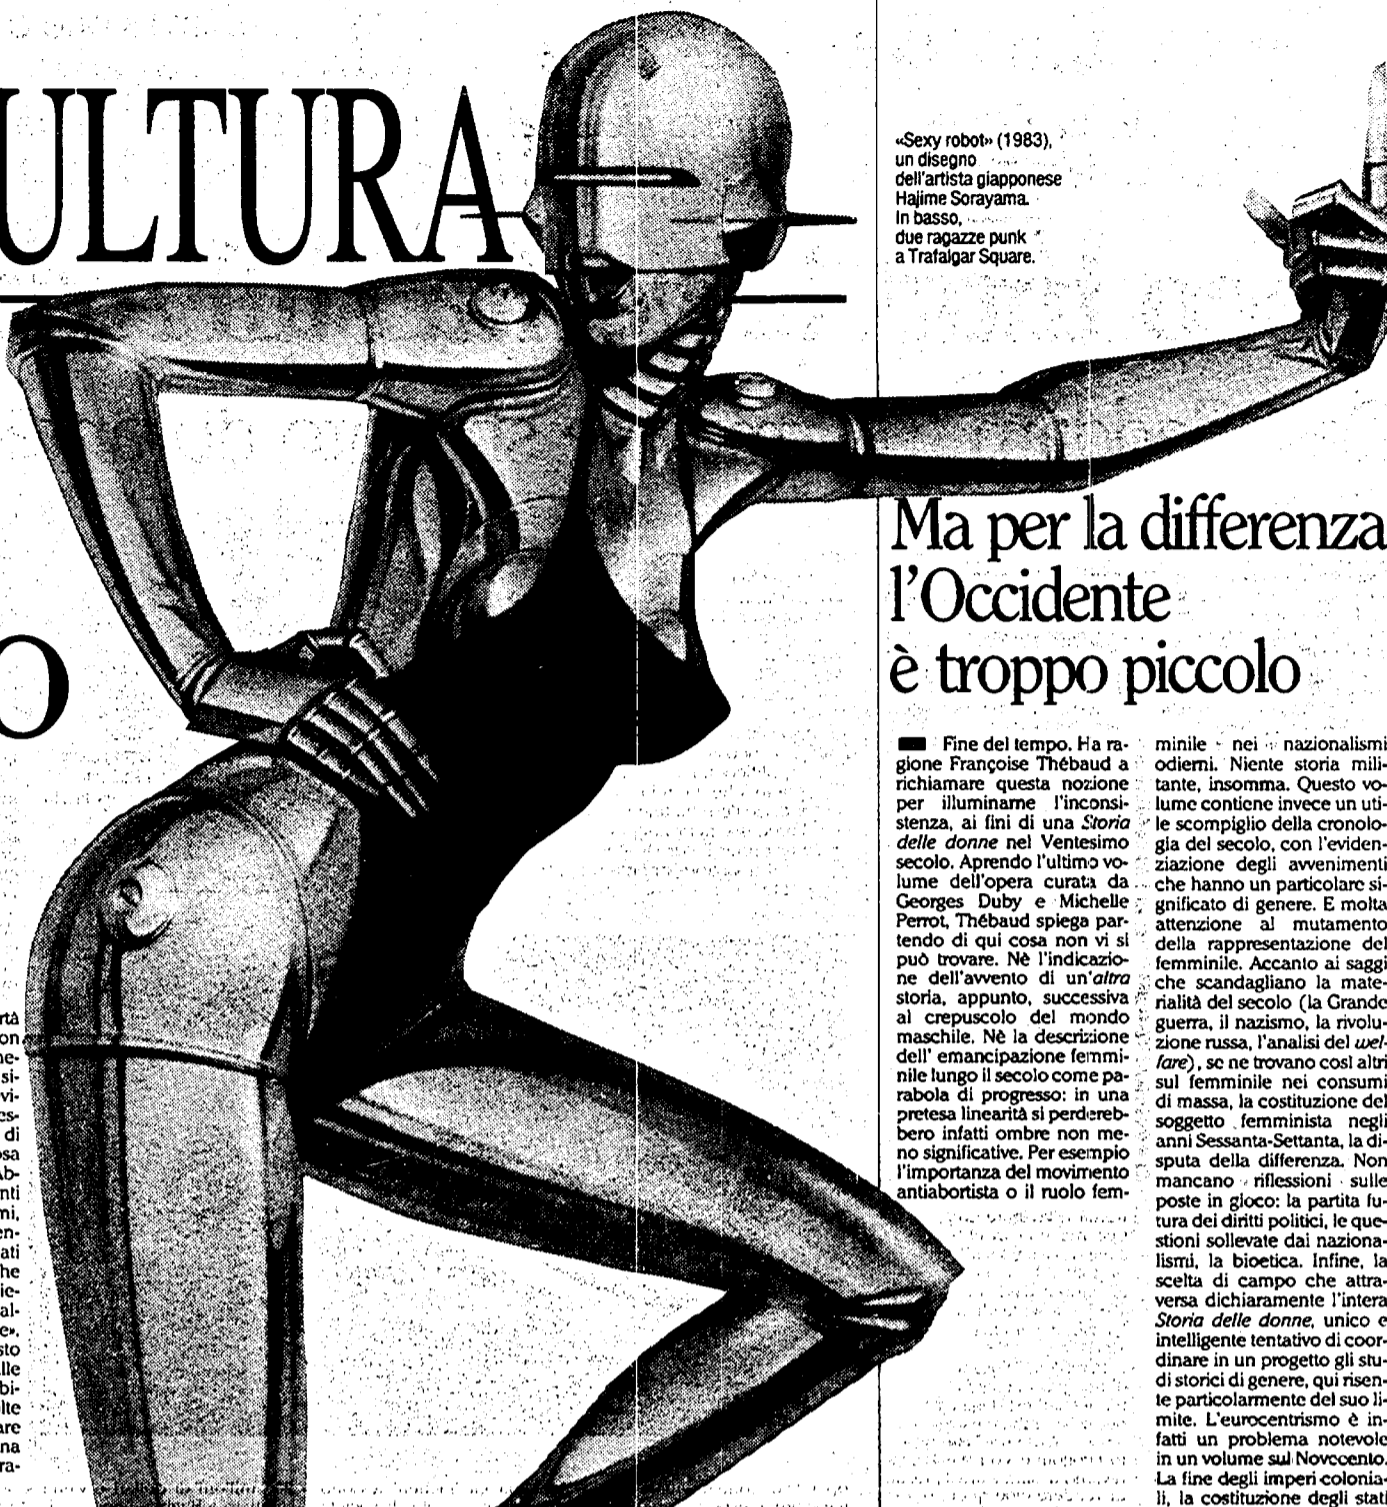 ULTURA
«Sexy robot» (1983),
un disegno
dell'artista giapponese
Hajime Sorayama.
In basso,
due ragazze punk
a Trafalgar Square.
O
Ma per la differenza
l'Occidente
è troppo piccolo
Fine del tempo. Ha ra-
gione Françoise Thébaud a
richiamare questa nozione
per illuminarne l'inconsi-
stenza, ai fini di una Storia
delle donne nel Ventesimo
secolo. Aprendo l'ultimo vo-
lume dell'opera curata da
Georges Duby e Michelle
Perrot, Thébaud spiega par-
tendo di qui cosa non vi si
può trovare. Nè l'indicazio-
ne dell'avvento di un'altra
storia, appunto, successiva
al crepuscolo del mondo
maschile. Nè la descrizione
dell' emancipazione femmi-
nile lungo il secolo come pa-
rabola di progresso: in una
pretesa linearità si perdereb-
bero infatti ombre non me-
no significative. Per esempio
l'importanza del movimento
antiabortista o il ruolo fem-
minile nei nazionalismi
odierni. Niente storia mili-
tante, insomma. Questo vo-
lume contiene invece un uti-
le scompiglio della cronolo-
gia del secolo, con l'eviden-
ziazione degli avvenimenti
che hanno un particolare si-
gnificato di genere. E molta
attenzione al mutamento
della rappresentazione del
femminile. Accanto ai saggi
che scandagliano la mate-
rialità del secolo (la Grande
guerra, il nazismo, la rivolu-
zione russa, l'analisi del wel-
fare), se ne trovano così altri
sul femminile nei consumi
di massa, la costituzione del
soggetto femminista negli
anni Sessanta-Settanta, la di-
sputa della differenza. Non
mancano riflessioni sulle
poste in gioco: la partita fu-
tura dei diritti politici, le que-
stioni sollevate dai naziona-
lismi, la bioetica. Infine, la
scelta di campo che attra-
versa dichiaramente l'intera
Storia delle donne, unico e
intelligente tentativo di coor-
dinare in un progetto gli stu-
di storici di genere, qui risen-
te particolarmente del suo li-
mite. L'eurocentrismo è in-
fatti un problema notevole
in un volume sul Novecento.
La fine degli imperi colonia-
li, la costituzione degli stati